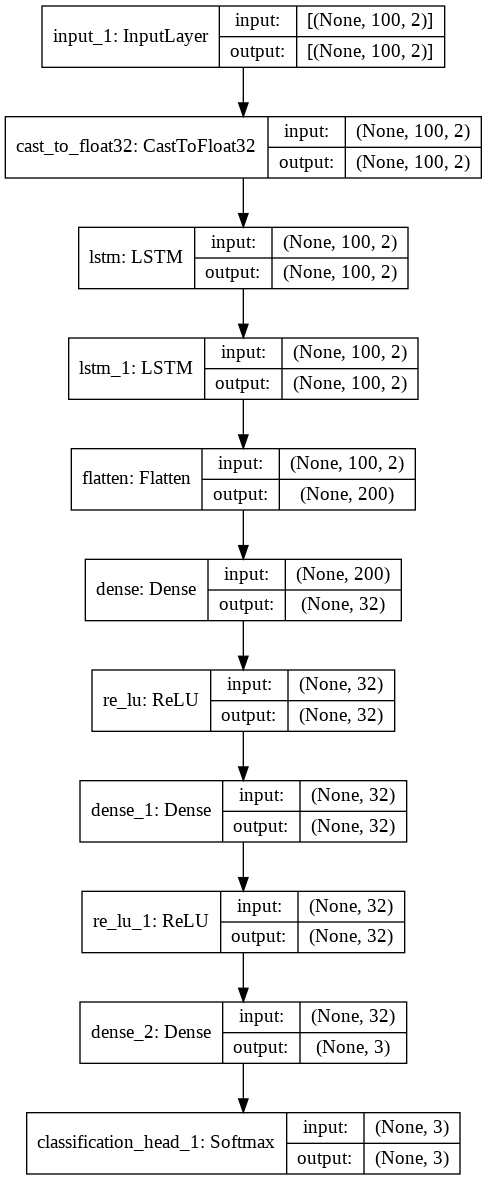 input_1: InputLayer
input: [(None, 100, 2)]
output: [(None, 100, 2)]
cast_to_float32: CastToFloat32
input: (None, 100, 2)
output: (None, 100, 2)
lstm: LSTM
input: (None, 100, 2)
output: (None, 100, 2)
lstm_1: LSTM
input: (None, 100, 2)
output: (None, 100, 2)
flatten: Flatten
input: (None, 100, 2)
output: (None, 200)
dense: Dense
input: (None, 200)
output: (None, 32)
re_lu: ReLU
input: (None, 32)
output: (None, 32)
dense_1: Dense
input: (None, 32)
output: (None, 32)
re_lu_1: ReLU
input: (None, 32)
output: (None, 32)
dense_2: Dense
input: (None, 32)
output: (None, 3)
classification_head_1: Softmax
input: (None, 3)
output: (None, 3)